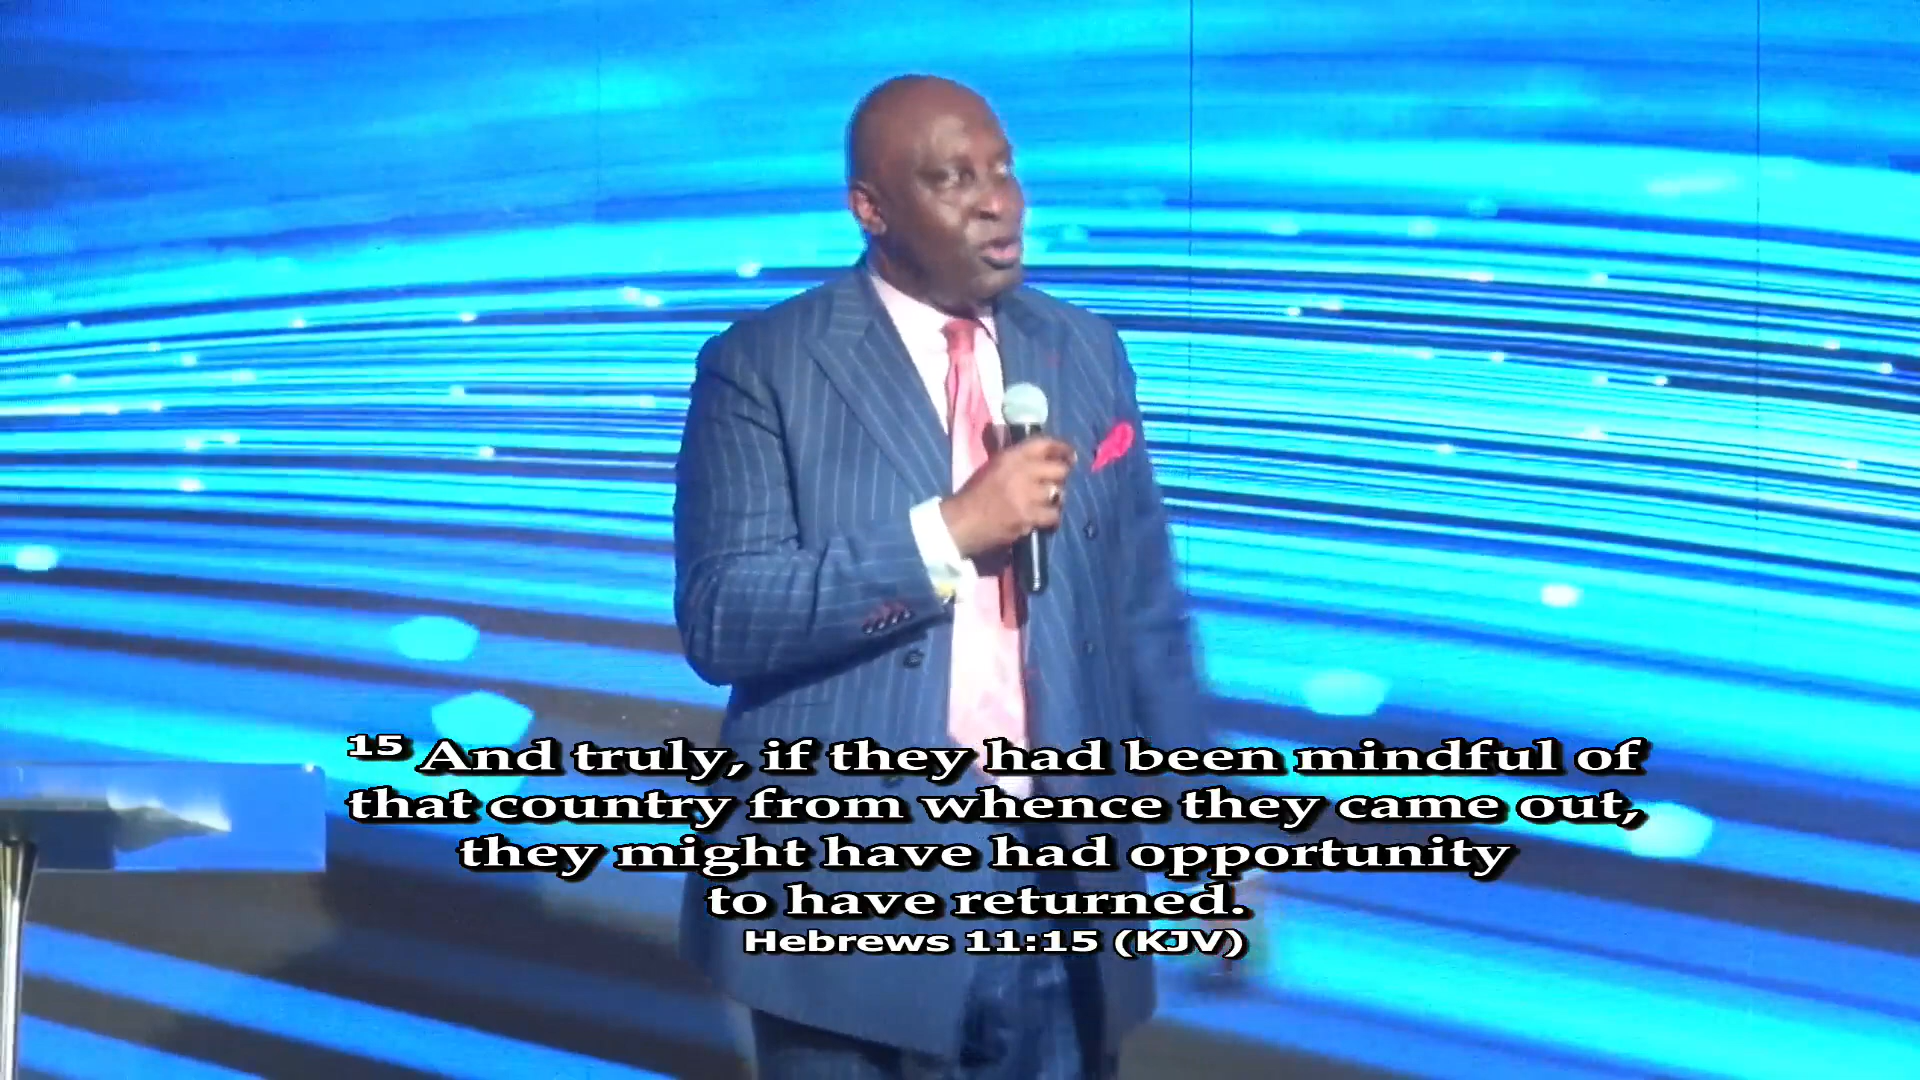 15 And truly, if they had been mindful of
that country from whence they came out,
they might have had opportunity
to have returned.
Hebrews 11:15 (KJV)